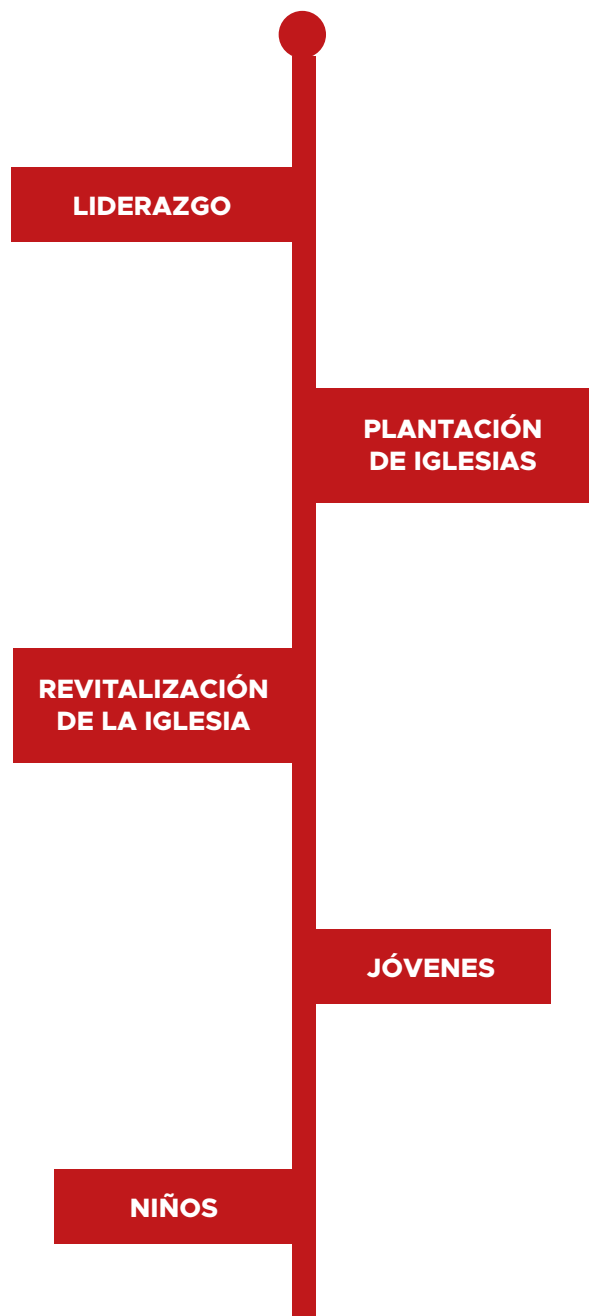 LIDERAZGO
PLANTACIÓN
DE IGLESIAS
REVITALIZACIÓN
DE LA IGLESIA
JÓVENES
NIÑOS